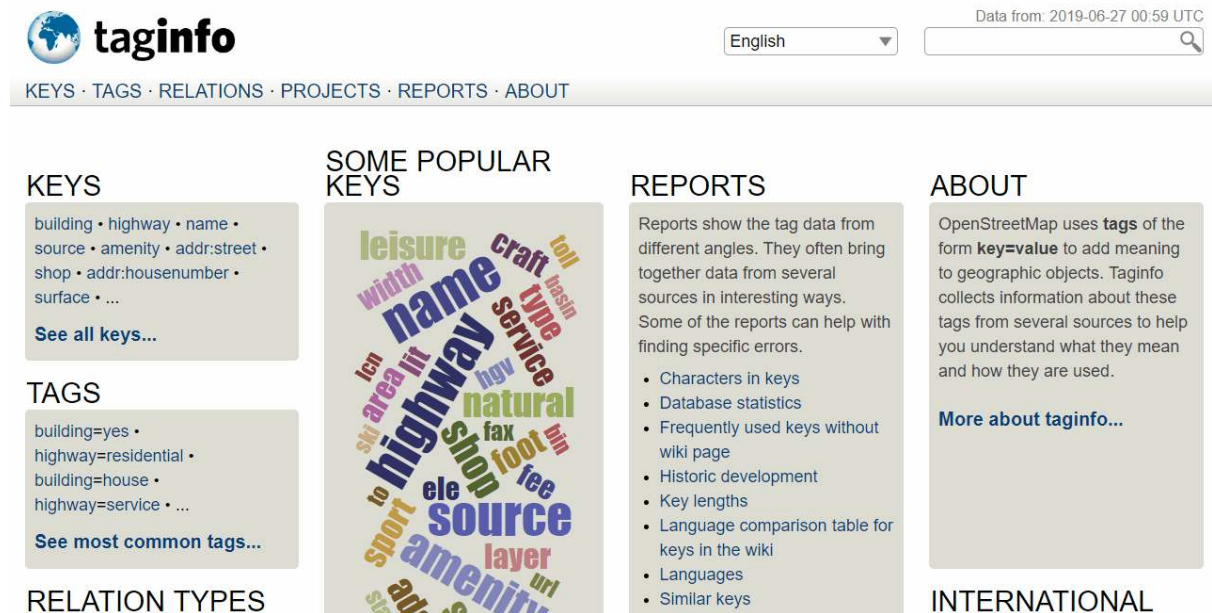 Data from: 2019-06-27 00:59 UTC
taginfo
English
KEYS · TAGS · RELATIONS · PROJECTS · REPORTS · ABOUT
KEYS
building • highway • name •
source • amenity • addr:street •
shop • addr:housenumber •
surface • ...
See all keys...
TAGS
building=yes •
highway=residential •
building=house •
highway=service • ...
See most common tags...
RELATION TYPES
SOME POPULAR
KEYS
leisure
craft
toll
width
name
basin
type
service
highway
lcn
area
lit
hgv
natural
ski
shop
fax
foot
bin
fee
to
ele
source
sport
amenity
layer
url
REPORTS
Reports show the tag data from
different angles. They often bring
together data from several
sources in interesting ways.
Some of the reports can help with
finding specific errors.
• Characters in keys
• Database statistics
• Frequently used keys without
wiki page
• Historic development
• Key lengths
• Language comparison table for
keys in the wiki
• Languages
• Similar keys
ABOUT
OpenStreetMap uses tags of the
form key=value to add meaning
to geographic objects. Taginfo
collects information about these
tags from several sources to help
you understand what they mean
and how they are used.
More about taginfo...
INTERNATIONAL